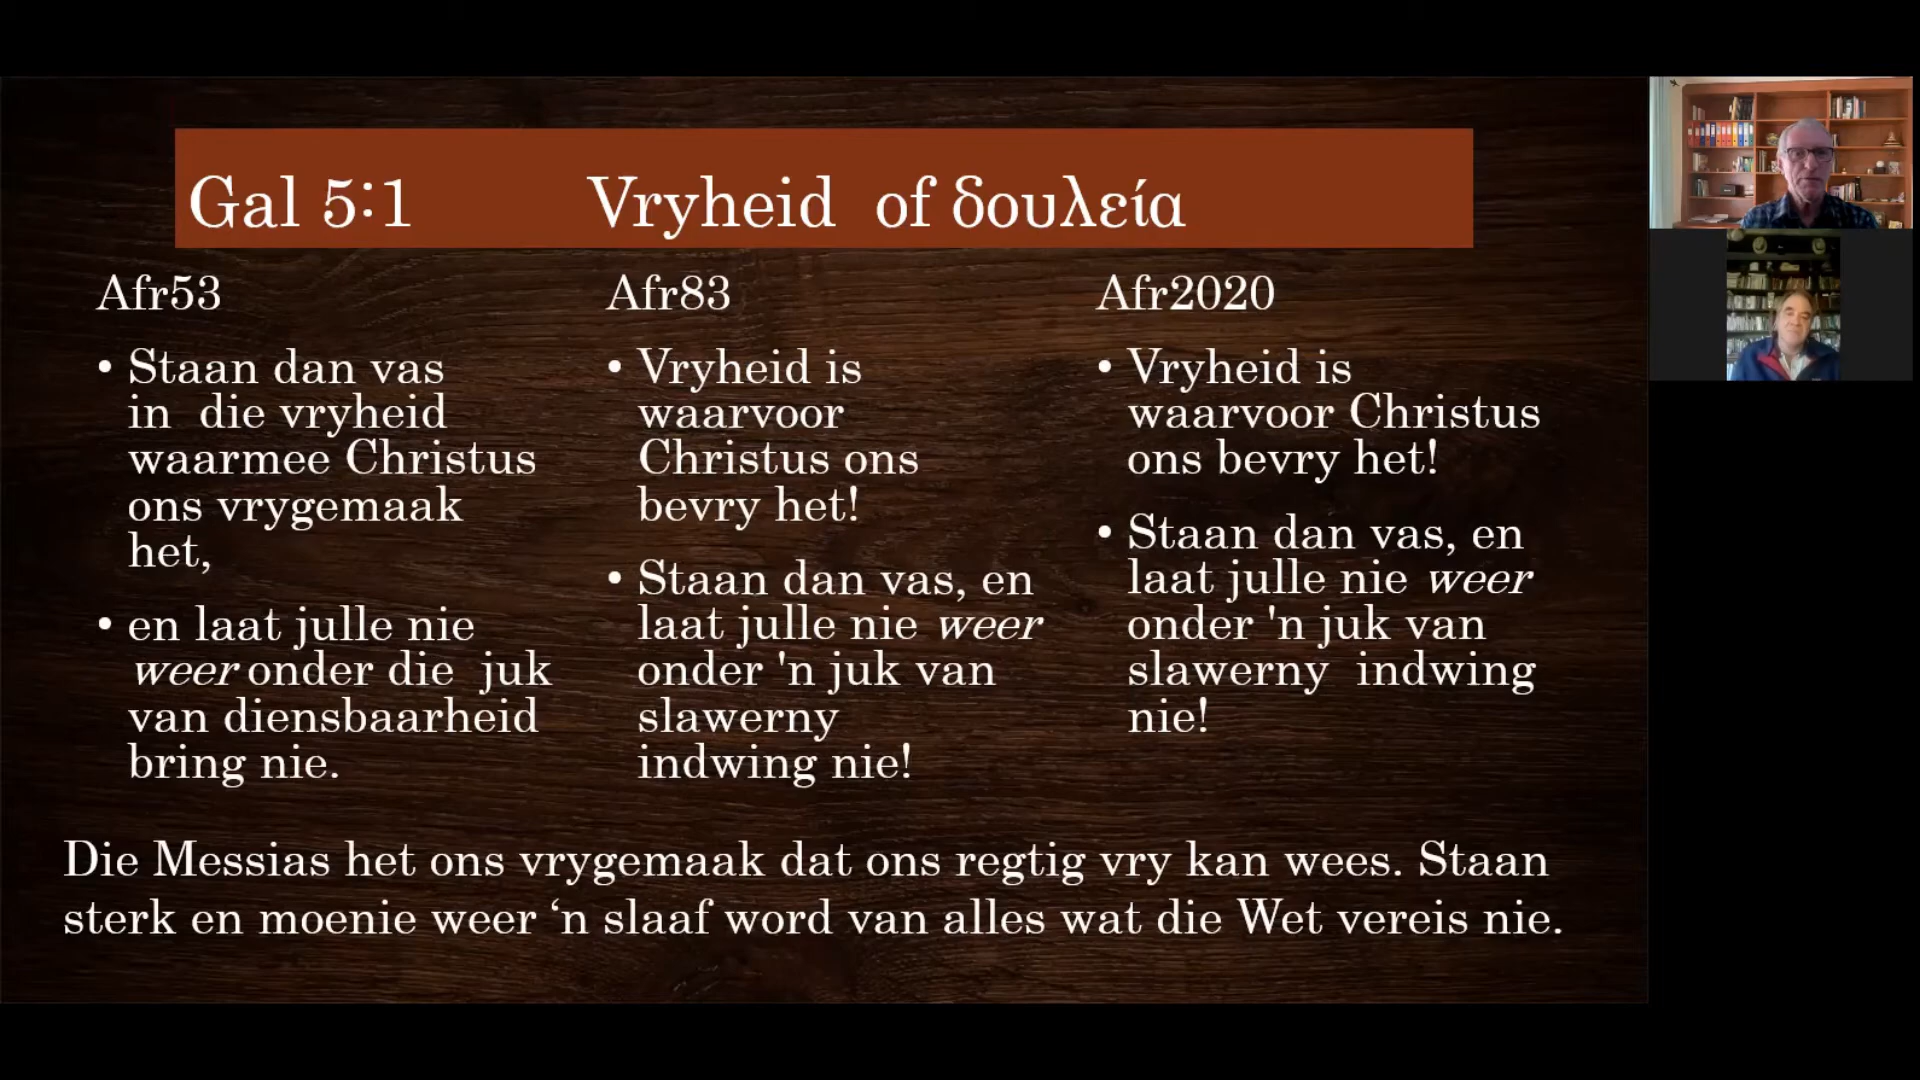 Gal 5:1 Vryheid of δουλεία
Afr53
• Staan dan vas
in die vryheid
waarmee Christus
ons vrygemaak
het,
• en laat julle nie
weer onder die juk
van diensbaarheid
bring nie.
Afr83
• Vryheid is
waarvoor
Christus ons
bevry het!
• Staan dan vas, en
laat julle nie weer
onder 'n juk van
slawerny
indwing nie!
Afr2020
• Vryheid is
waarvoor Christus
ons bevry het!
• Staan dan vas, en
laat julle nie weer
onder 'n juk van
slawerny indwing
nie!
Die Messias het ons vrygemaak dat ons regtig vry kan wees. Staan
sterk en moenie weer ‘n slaaf word van alles wat die Wet vereis nie.